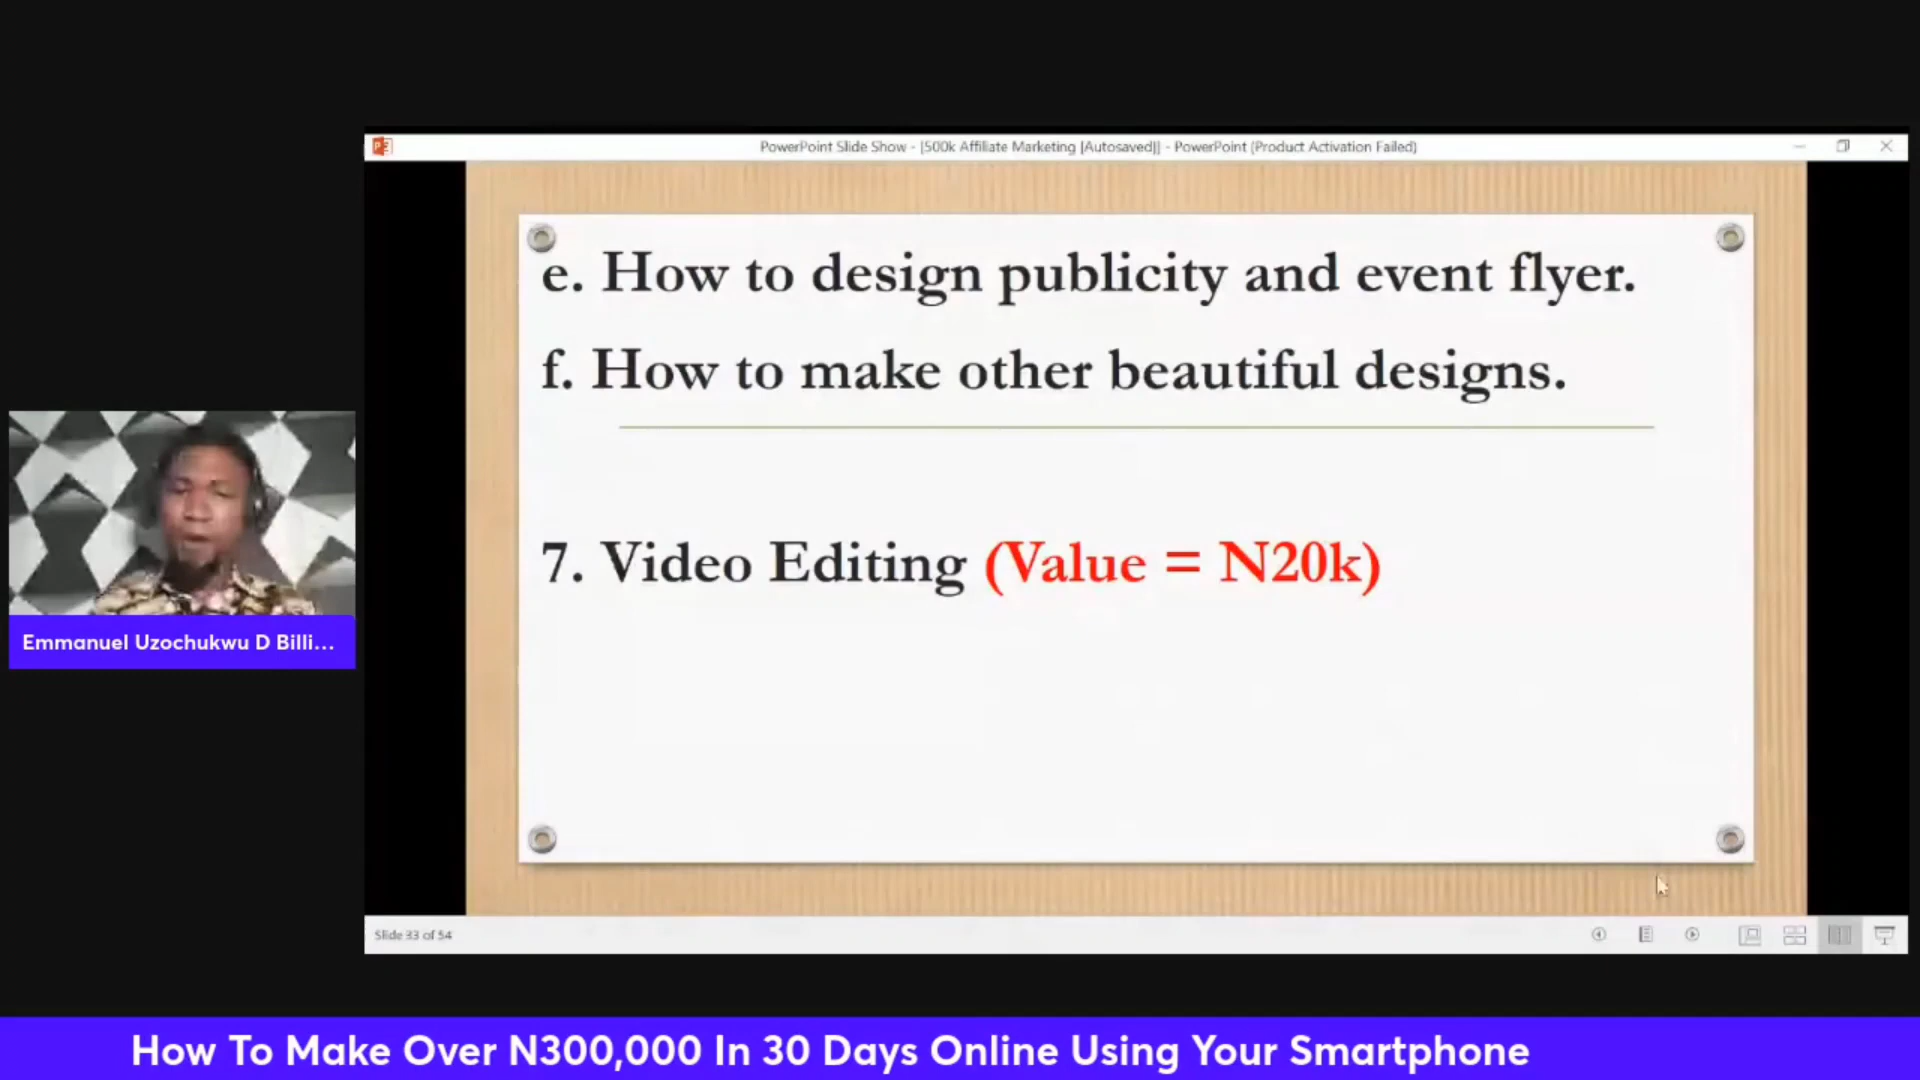 PowerPoint Slide Show - [500k Affiliate Marketing [Autosaved]] - PowerPoint (Product Activation Failed)
e. How to design publicity and event flyer.
f. How to make other beautiful designs.
7. Video Editing (Value = N20k)
Emmanuel Uzochukwu D Billi...
Slide 33 of 54
How To Make Over N300,000 In 30 Days Online Using Your Smartphone